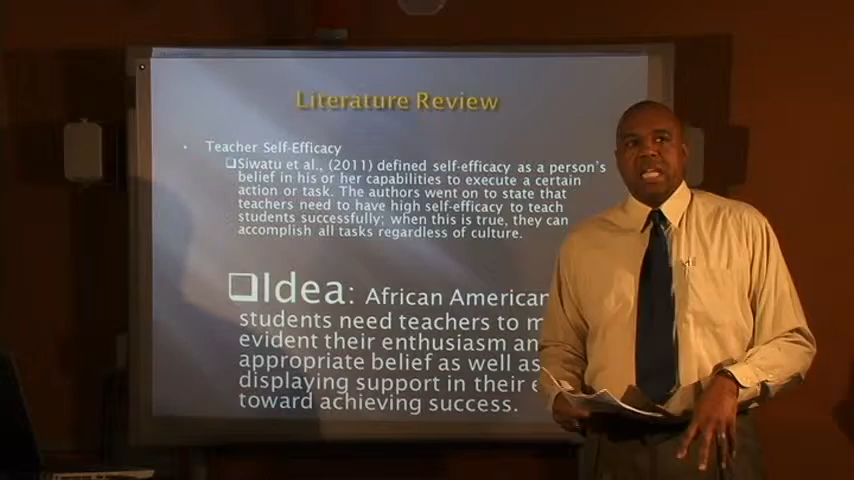 Literature Review
• Teacher Self-Efficacy
❑Siwatu et al., (2011) defined self-efficacy as a person's
belief in his or her capabilities to execute a certain
action or task. The authors went on to state that
teachers need to have high self-efficacy to teach
students successfully; when this is true, they can
accomplish all tasks regardless of culture.
❑Idea: African American
students need teachers to m
evident their enthusiasm an
appropriate belief as well as
displaying support in their e
toward achieving success.